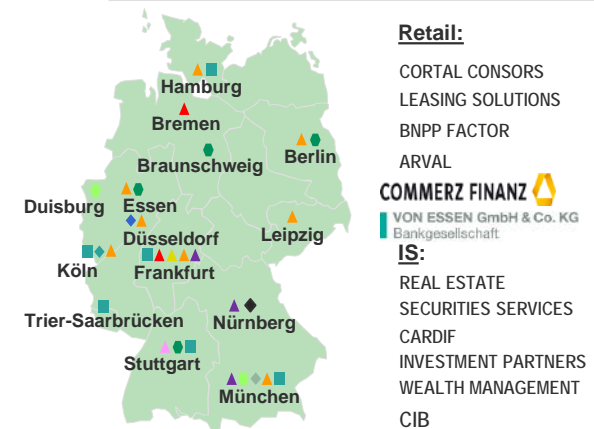 Hamburg
Bremen
Braunschweig
Berlin
Duisburg
Essen
Düsseldorf
Leipzig
Köln
Frankfurt
Trier-Saarbrücken
Nürnberg
Stuttgart
München
Retail:
CORTAL CONSORS
LEASING SOLUTIONS
BNPP FACTOR
ARVAL
COMMERZ FINANZ
VON ESSEN GmbH & Co. KG
Bankgesellschaft
IS:
REAL ESTATE
SECURITIES SERVICES
CARDIF
INVESTMENT PARTNERS
WEALTH MANAGEMENT
CIB